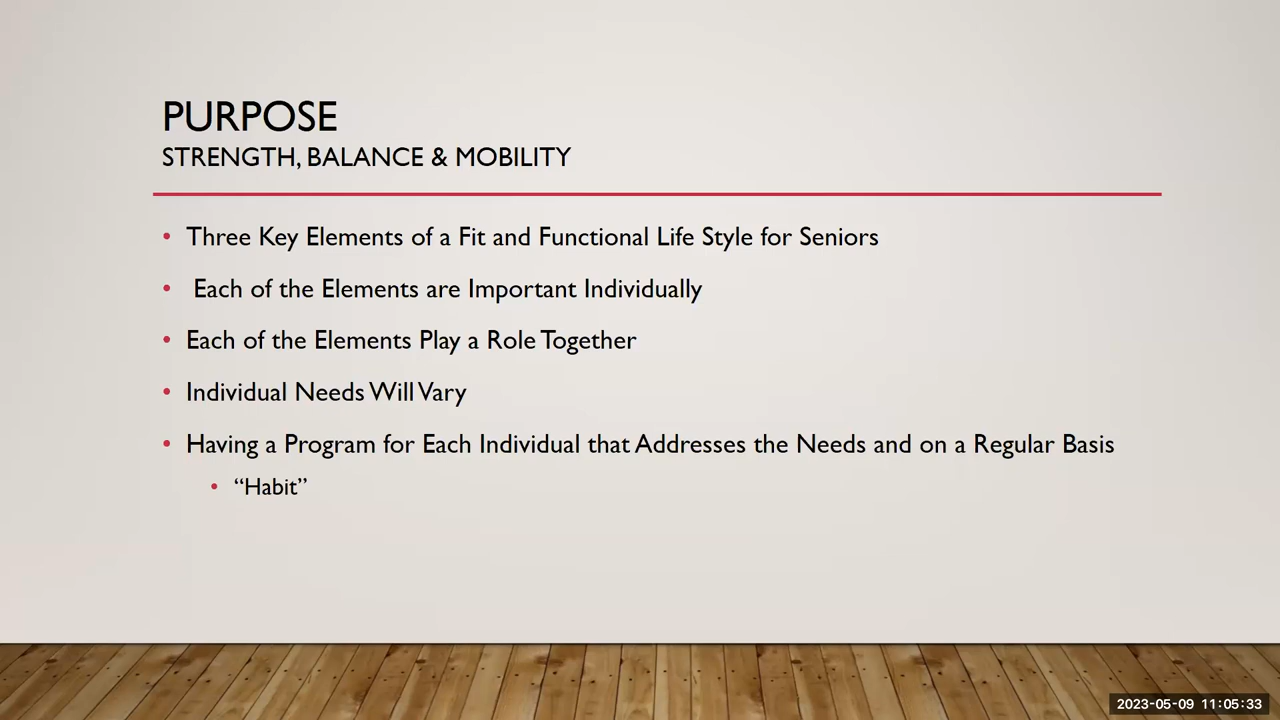 PURPOSE
STRENGTH, BALANCE & MOBILITY
• Three Key Elements of a Fit and Functional Life Style for Seniors
• Each of the Elements are Important Individually
• Each of the Elements Play a Role Together
• Individual Needs Will Vary
• Having a Program for Each Individual that Addresses the Needs and on a Regular Basis
• “Habit”
2023-05-09 11:05:33